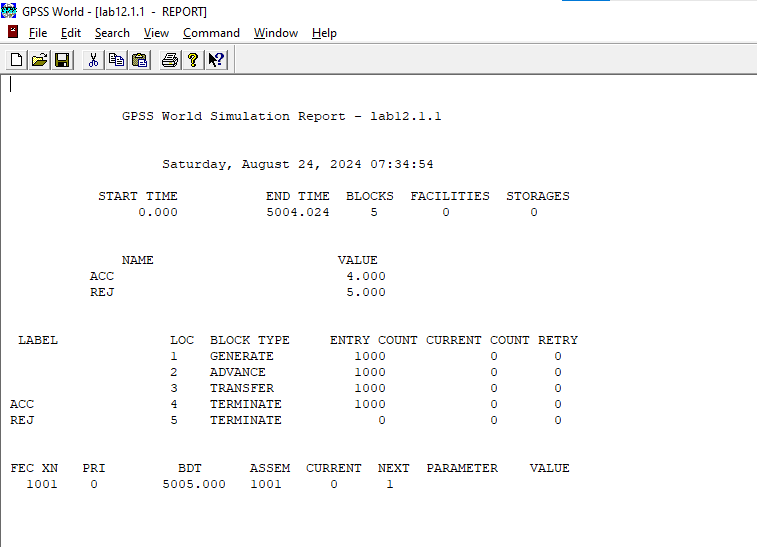 GPSS World - [lab12.1.1 - REPORT]
File Edit Search View Command Window Help
GPSS World Simulation Report - lab12.1.1
Saturday, August 24, 2024 07:34:54
START TIME END TIME BLOCKS FACILITIES STORAGES
0.000 5004.024 5 0 0
NAME VALUE
ACC 4.000
REJ 5.000
LABEL LOC BLOCK TYPE ENTRY COUNT CURRENT COUNT RETRY
1 GENERATE 1000 0 0
2 ADVANCE 1000 0 0
3 TRANSFER 1000 0 0
ACC 4 TERMINATE 1000 0 0
REJ 5 TERMINATE 0 0 0
FEC XN PRI BDT ASSEM CURRENT NEXT PARAMETER VALUE
1001 0 5005.000 1001 0 1